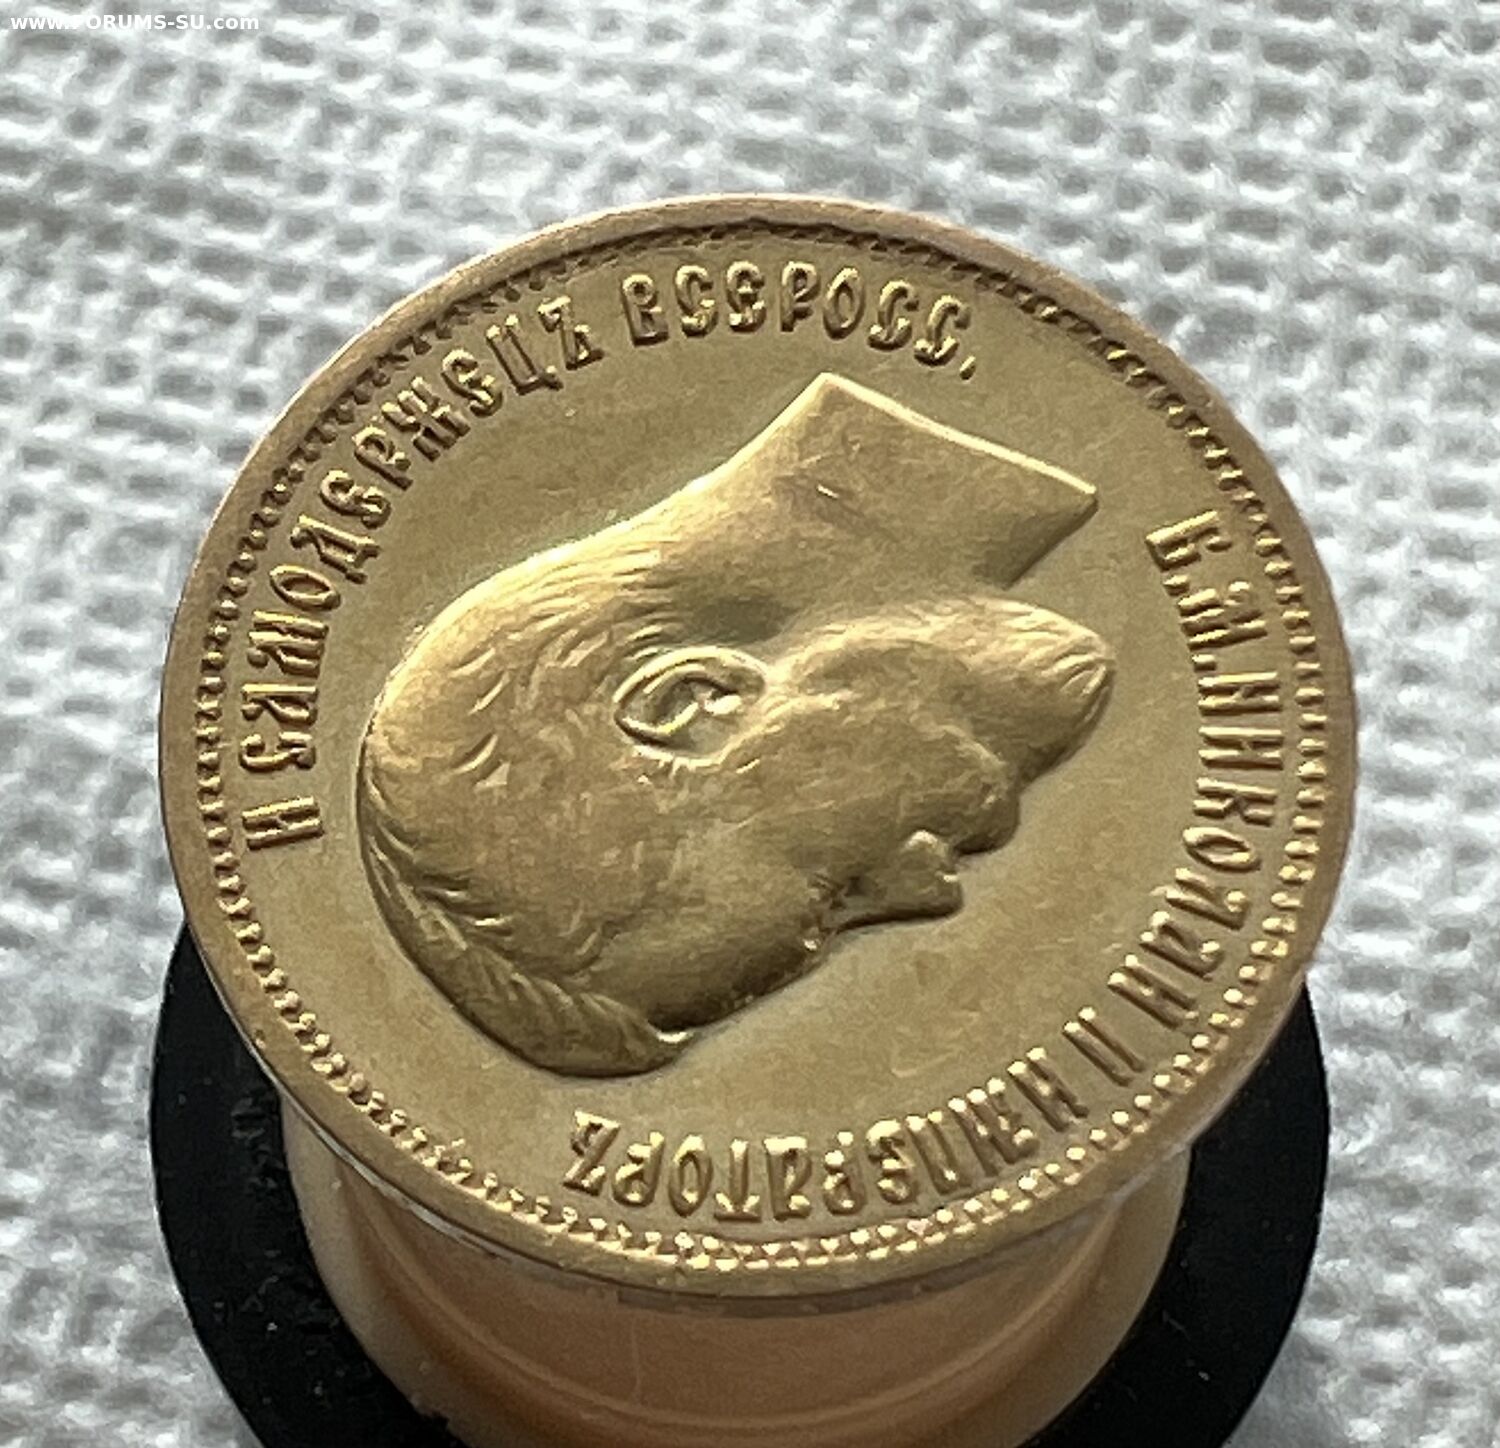 www.FORUMS-SU.com
Б.М.НИКОЛАЙ II ИМПЕРАТОРЪ
И САМОДЕРЖЕЦЪ ВСЕРОСС.